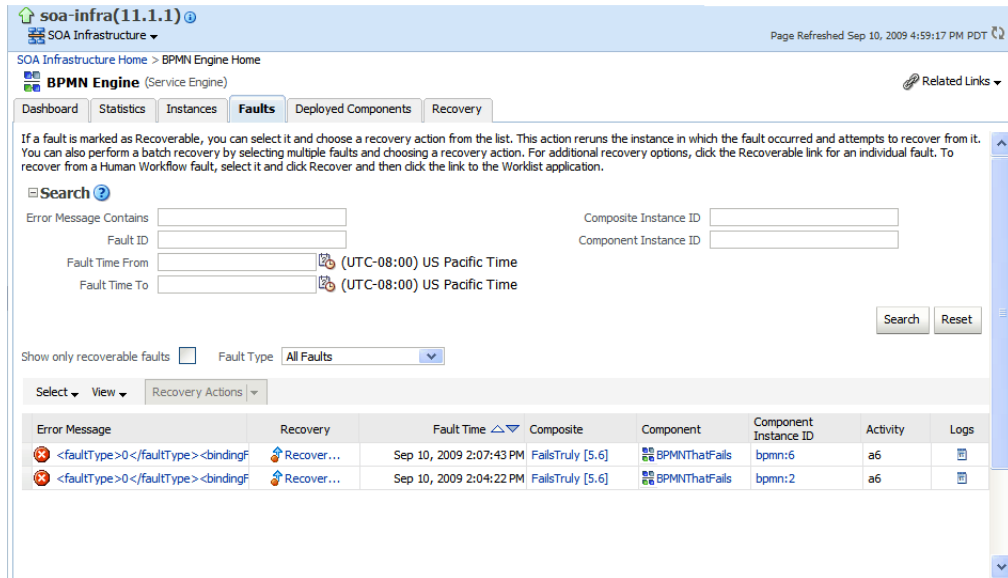 soa-infra(11.1.1)
SOA Infrastructure
Page Refreshed Sep 10, 2009 4:59:17 PM PDT
SOA Infrastructure Home > BPMN Engine Home
BPMN Engine (Service Engine)
Related Links
Dashboard Statistics Instances Faults Deployed Components Recovery
If a fault is marked as Recoverable, you can select it and choose a recovery action from the list. This action reruns the instance in which the fault occurred and attempts to recover from it.
You can also perform a batch recovery by selecting multiple faults and choosing a recovery action. For additional recovery options, click the Recoverable link for an individual fault. To
recover from a Human Workflow fault, select it and click Recover and then click the link to the Worklist application.
Search
Error Message Contains Composite Instance ID
Fault ID Component Instance ID
Fault Time From (UTC-08:00) US Pacific Time
Fault Time To (UTC-08:00) US Pacific Time
Search Reset
Show only recoverable faults Fault Type All Faults
Select View Recovery Actions
Error Message Recovery Fault Time Composite Component Component Instance ID Activity Logs
<faultType>0</faultType><bindingF Recover... Sep 10, 2009 2:07:43 PM FailsTruly [5.6] BPMNThatFails bpmn:6 a6
<faultType>0</faultType><bindingF Recover... Sep 10, 2009 2:04:22 PM FailsTruly [5.6] BPMNThatFails bpmn:2 a6